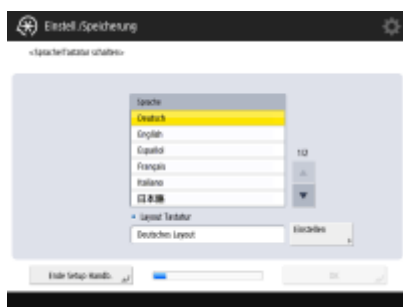 Einstell./Speicherung
<Sprache/Tastatur schalten>
Sprache
Deutsch
English
Español
Français
Italiano
日本語
1/2
Layout Tastatur
Deutsches Layout
Einstellen
Ende Setup-Handb.
OK